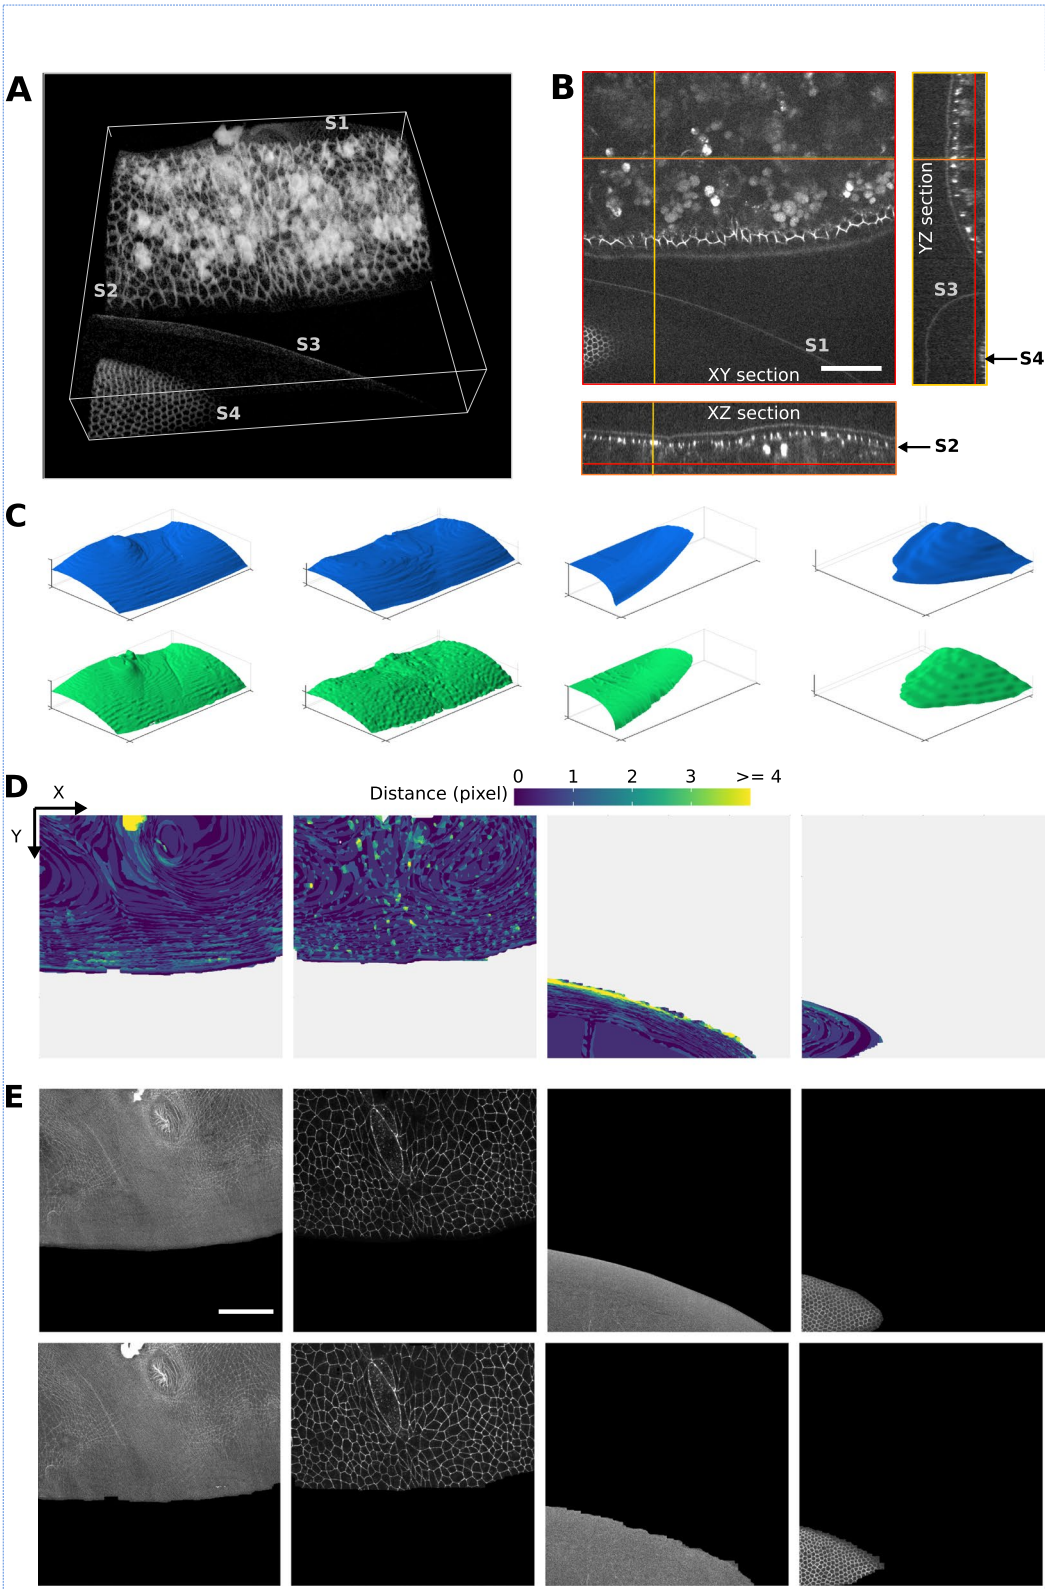 A
S1
S2
S3
S4
B
S1
XY section
YZ section
S3
S4
XZ section
S2
C
D
X
Y
Distance (pixel)
0 1 2 3 >= 4
E